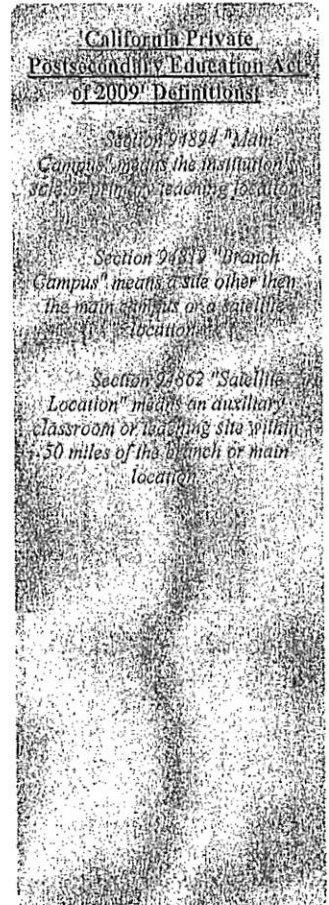 'California Private
Postsecondary Education Act
of 2009' Definitions:
Section 94894 "Main
Campus" means the institution's
sole or primary teaching location
Section 94819 "Branch
Campus" means a site other then
the main campus or a satellite
location
Section 94862 "Satellite
Location" means an auxiliary
classroom or teaching site within
50 miles of the branch or main
location